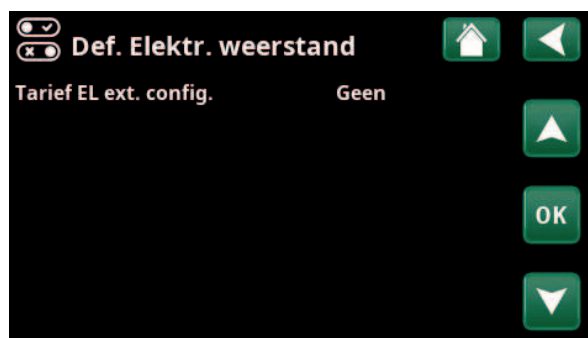 Def. Elektr. weerstand
Tarief EL ext. config. Geen
OK